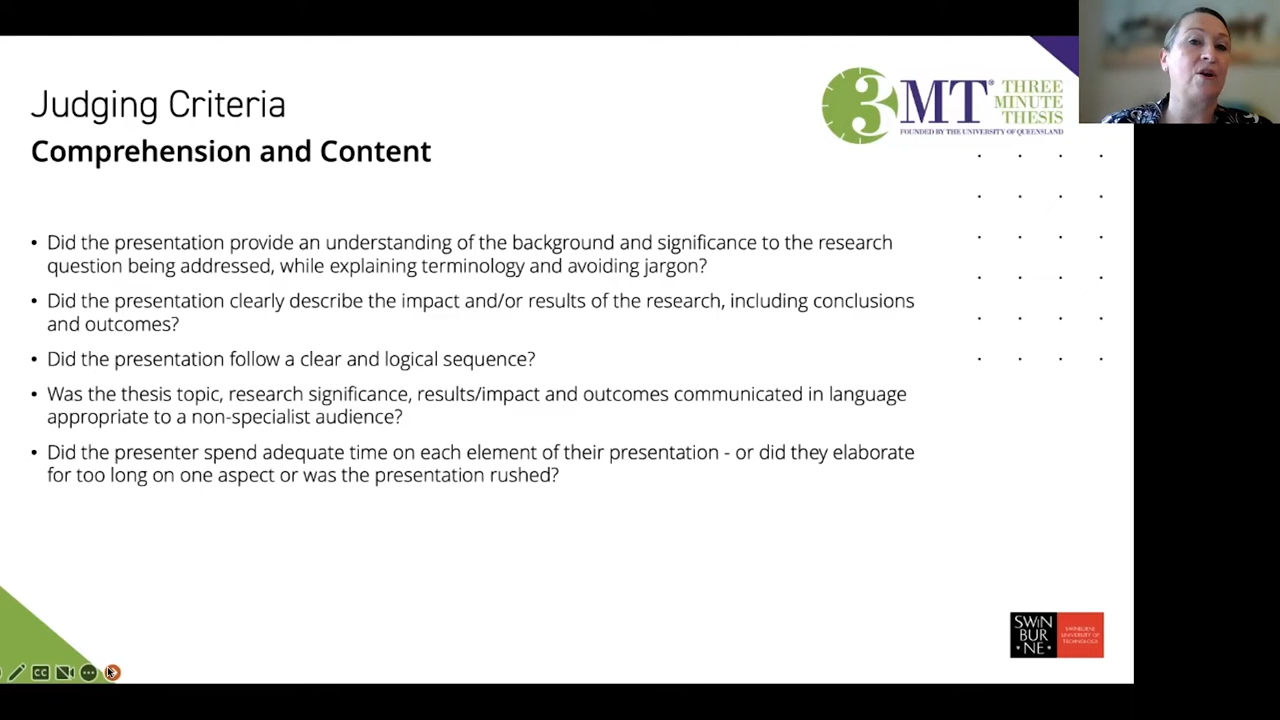 Judging Criteria
Comprehension and Content
3MT® THREE
MINUTE
THESIS
FOUNDED BY THE UNIVERSITY OF QUEENSLAND
• Did the presentation provide an understanding of the background and significance to the research
question being addressed, while explaining terminology and avoiding jargon?
• Did the presentation clearly describe the impact and/or results of the research, including conclusions
and outcomes?
• Did the presentation follow a clear and logical sequence?
• Was the thesis topic, research significance, results/impact and outcomes communicated in language
appropriate to a non-specialist audience?
• Did the presenter spend adequate time on each element of their presentation - or did they elaborate
for too long on one aspect or was the presentation rushed?
SWIN
BUR
*NE*
SWINBURNE
UNIVERSITY OF
TECHNOLOGY
CC